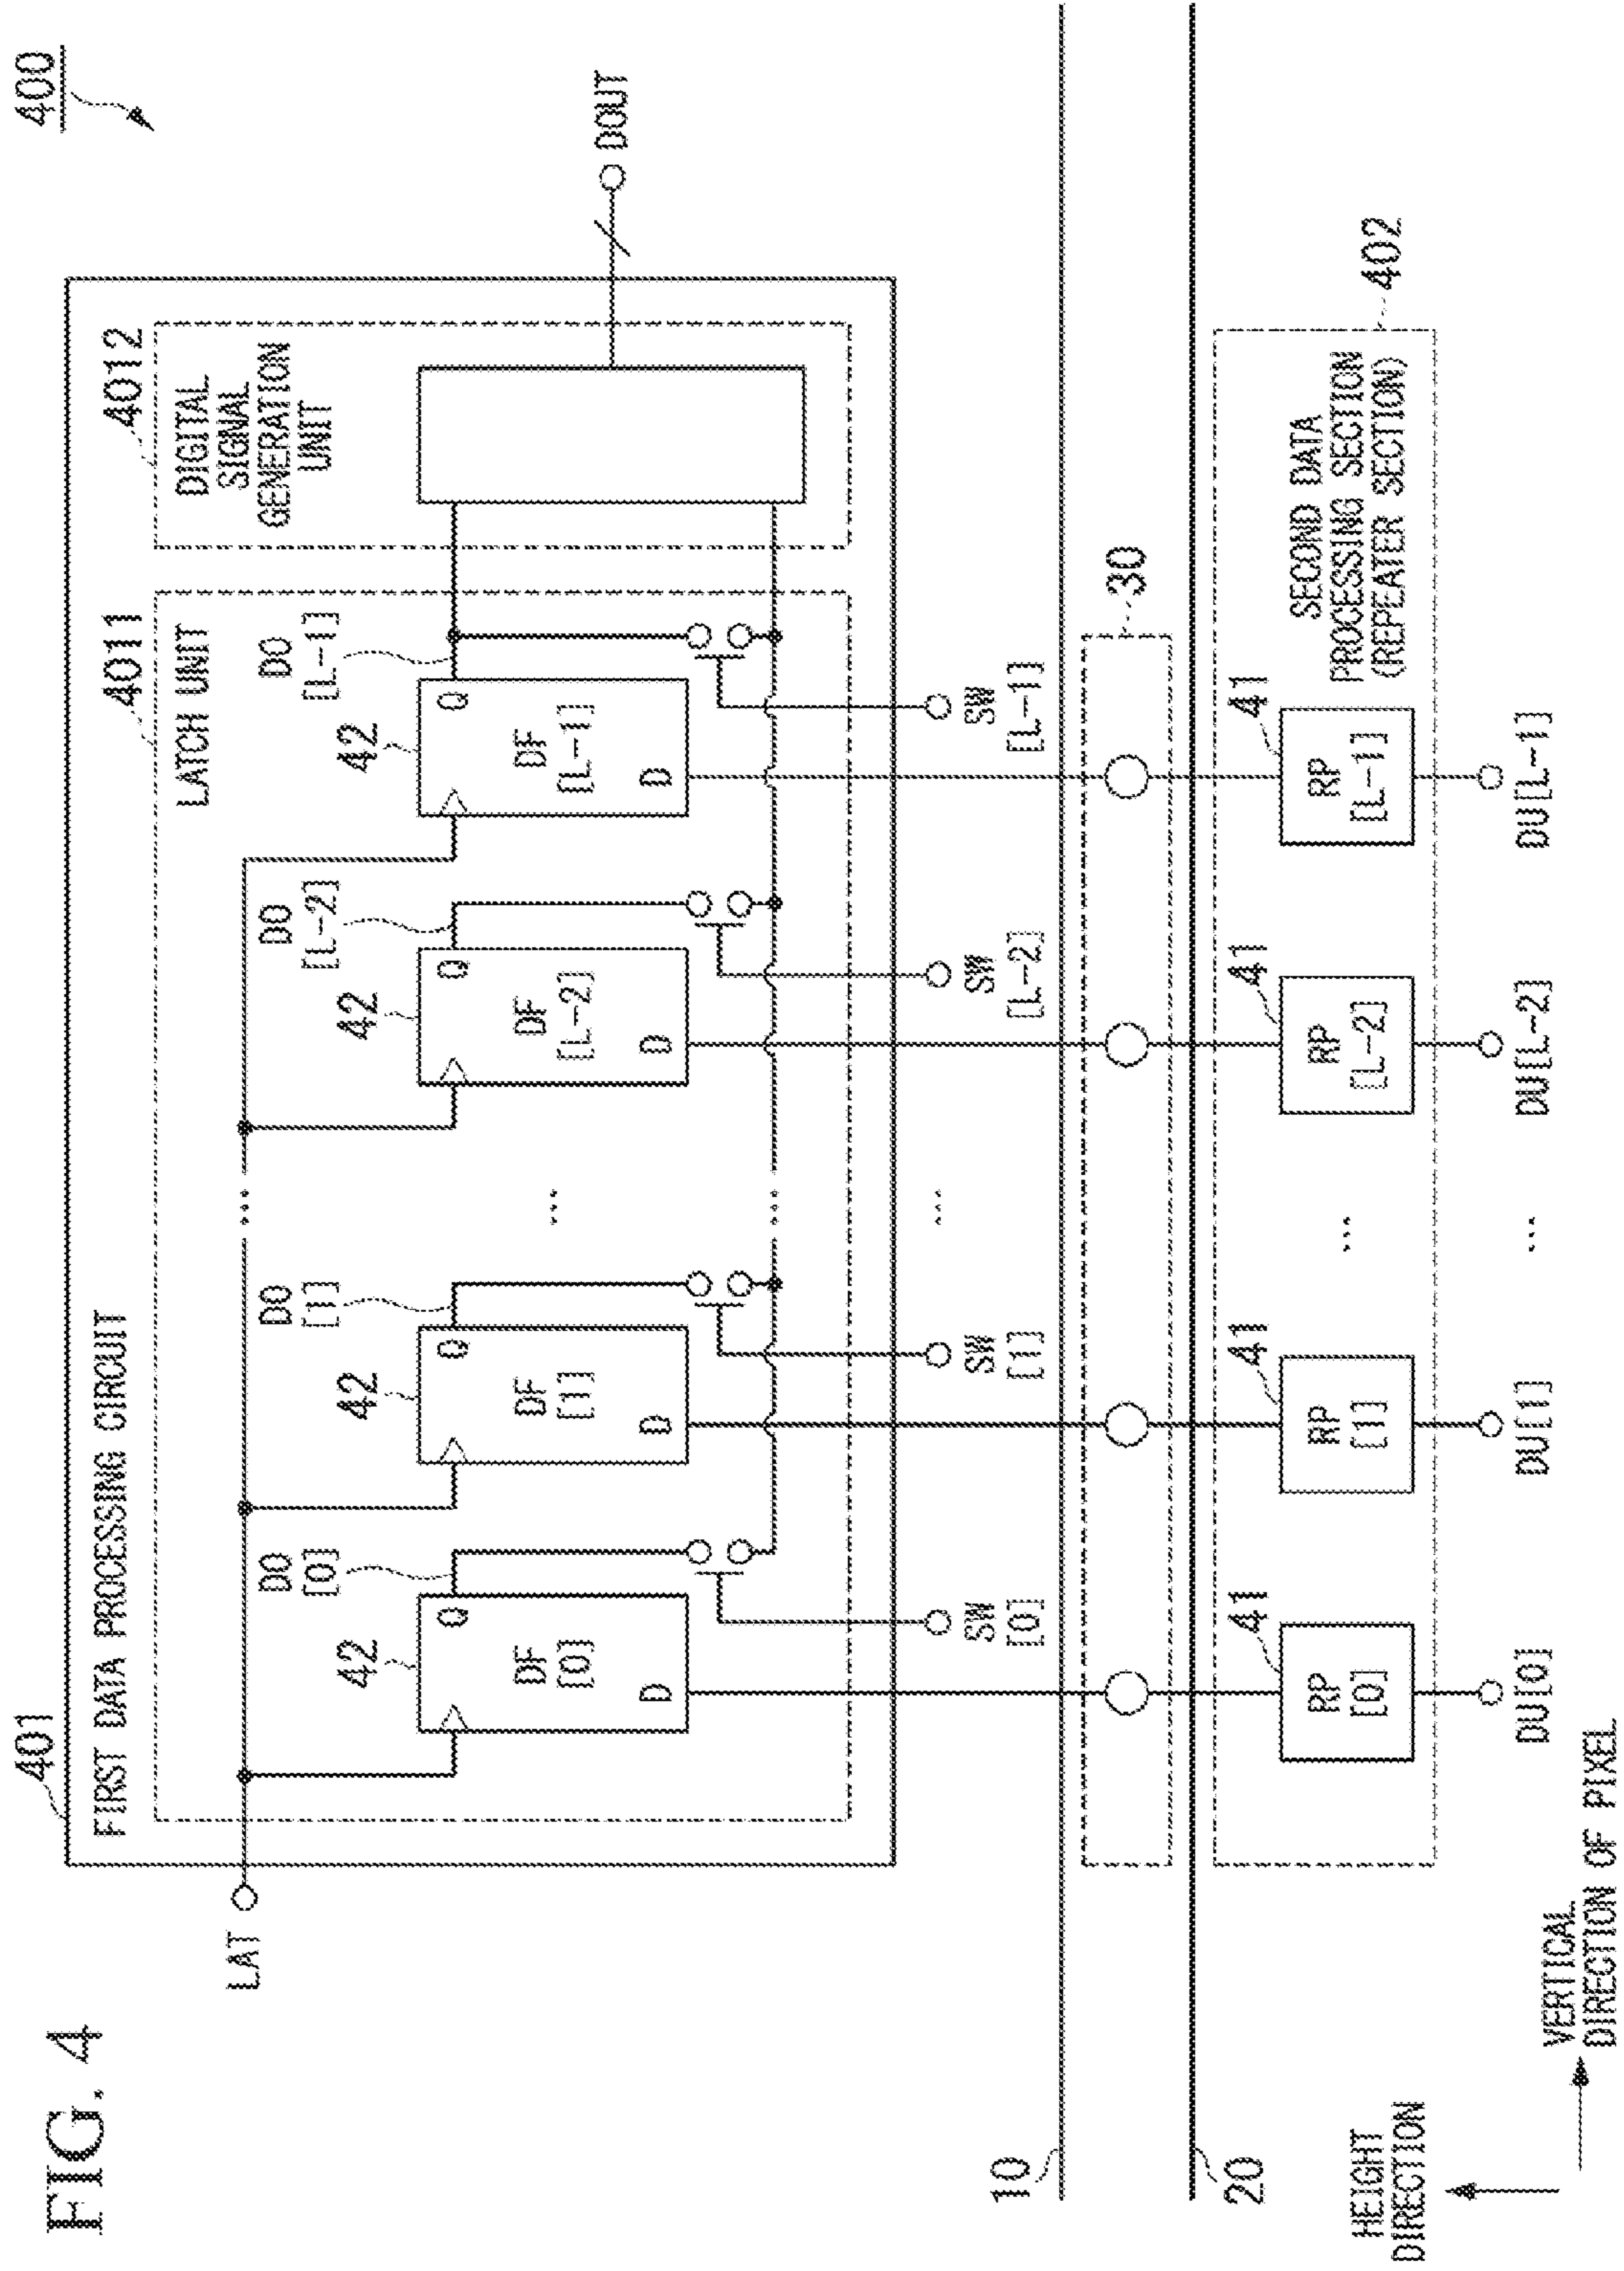 FIG. 4
400
401
FIRST DATA PROCESSING CIRCUIT
4011
LATCH UNIT
4012
DIGITAL
SIGNAL
GENERATION
UNIT
LAT
DOUT
DO
[0]
DO
[1]
DO
[L-2]
DO
[L-1]
42
42
42
42
Q
DF
[0]
D
Q
DF
[1]
D
Q
DF
[L-2]
D
Q
DF
[L-1]
D
...
...
...
...
SW
[0]
SW
[1]
SW
[L-2]
SW
[L-1]
10
30
20
41
41
41
41
RP
[0]
RP
[1]
...
RP
[L-2]
RP
[L-1]
SECOND DATA
PROCESSING SECTION
(REPEATER SECTION)
402
DU[0]
DU[1]
...
DU[L-2]
DU[L-1]
HEIGHT
DIRECTION
VERTICAL
DIRECTION OF PIXEL